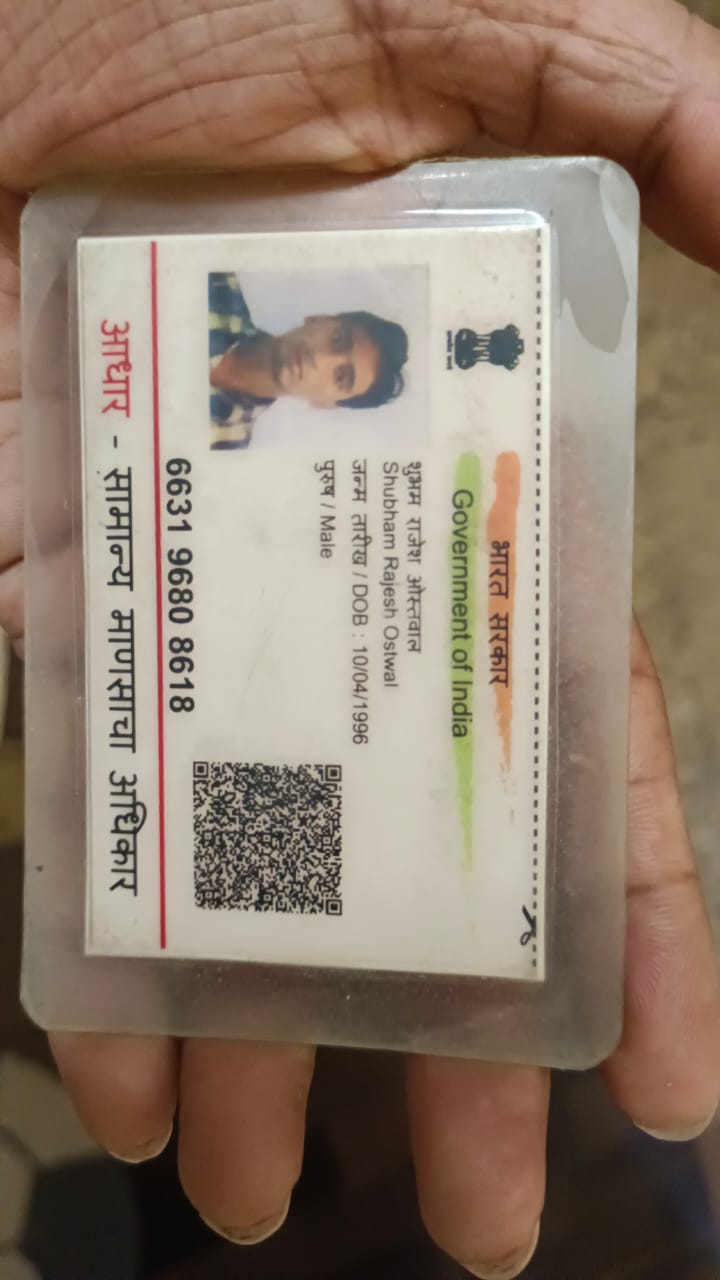 भारत सरकार
Government of India
शुभम राजेश ओस्तवाल
Shubham Rajesh Ostwal
जन्म तारीख / DOB : 10/04/1996
पुरुष / Male
6631 9680 8618
आधार - सामान्य माणसाचा अधिकार